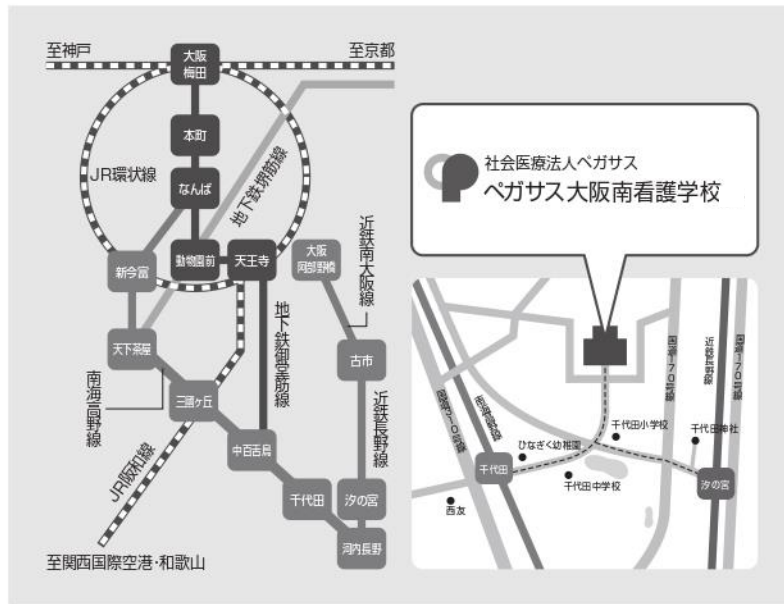 至神戸
至京都
大阪
梅田
本町
なんば
JR環状線
地下鉄堺筋線
動物園前
天王寺
新今富
大阪
阿部野橋
近鉄南大阪線
天下茶屋
地下鉄御堂筋線
古市
南海高野線
三國ヶ丘
近鉄長野線
中百舌鳥
JR阪和線
千代田
汐の宮
河内長野
至関西国際空港・和歌山
社会医療法人ペガサス
ペガサス大阪南看護学校
国道310号線
南海高野線
国道170号線
近鉄長野線
千代田小学校
千代田神社
ひなぎく幼稚園
千代田
千代田中学校
汐の宮
西友